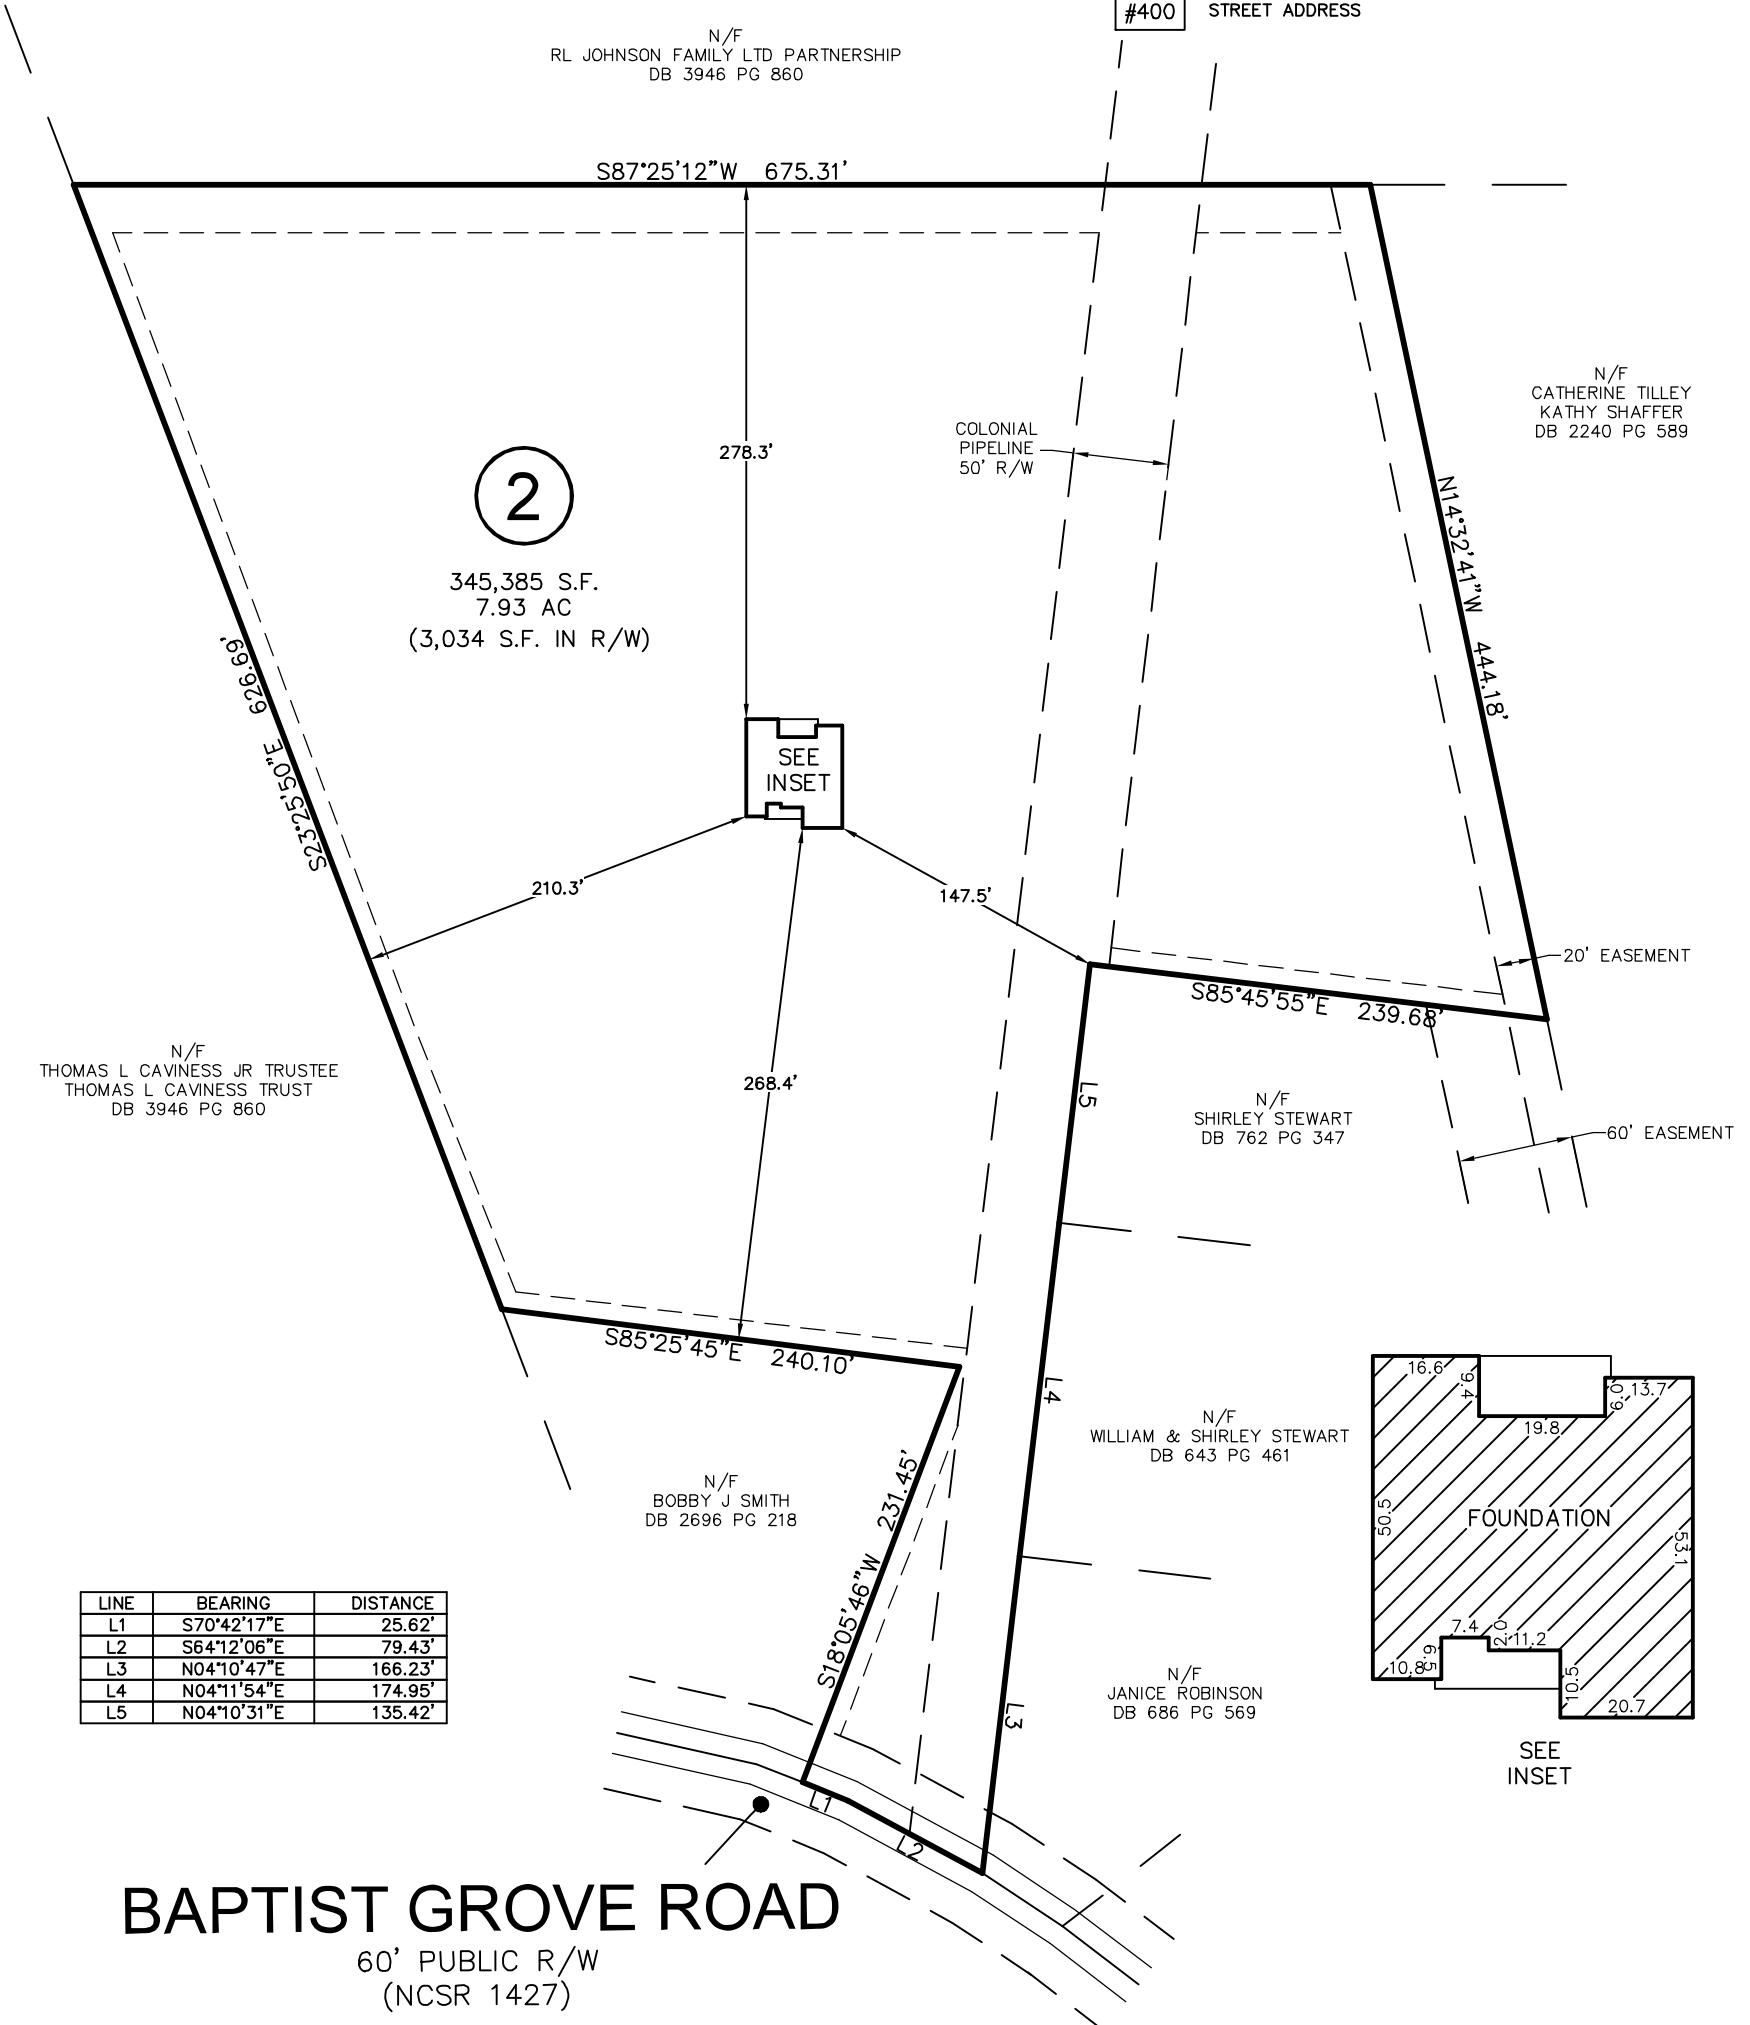 #400 STREET ADDRESS
N/F
RL JOHNSON FAMILY LTD PARTNERSHIP
DB 3946 PG 860
S87°25'12"W 675.31'
N/F
CATHERINE TILLEY
KATHY SHAFFER
DB 2240 PG 589
COLONIAL
PIPELINE
50' R/W
278.3'
2
345,385 S.F.
7.93 AC
(3,034 S.F. IN R/W)
N14°32'41"W 444.18'
S23°25'50"E 626.69'
SEE
INSET
210.3'
147.5'
20' EASEMENT
S85°45'55"E 239.68'
N/F
THOMAS L CAVINESS JR TRUSTEE
THOMAS L CAVINESS TRUST
DB 3946 PG 860
268.4'
L5
N/F
SHIRLEY STEWART
DB 762 PG 347
60' EASEMENT
S85°25'45"E 240.10'
L4
N/F
WILLIAM & SHIRLEY STEWART
DB 643 PG 461
N/F
BOBBY J SMITH
DB 2696 PG 218
S18°05'46"W 231.45'
16.6
9.4
19.8
6.0
13.7
50.5
FOUNDATION
53.1
7.4
2.0
11.2
6.5
10.8
10.5
20.7
SEE
INSET
LINE BEARING DISTANCE
L1 S70°42'17"E 25.62'
L2 S64°12'06"E 79.43'
L3 N04°10'47"E 166.23'
L4 N04°11'54"E 174.95'
L5 N04°10'31"E 135.42'
N/F
JANICE ROBINSON
DB 686 PG 569
L3
L1
L2
BAPTIST GROVE ROAD
60' PUBLIC R/W
(NCSR 1427)